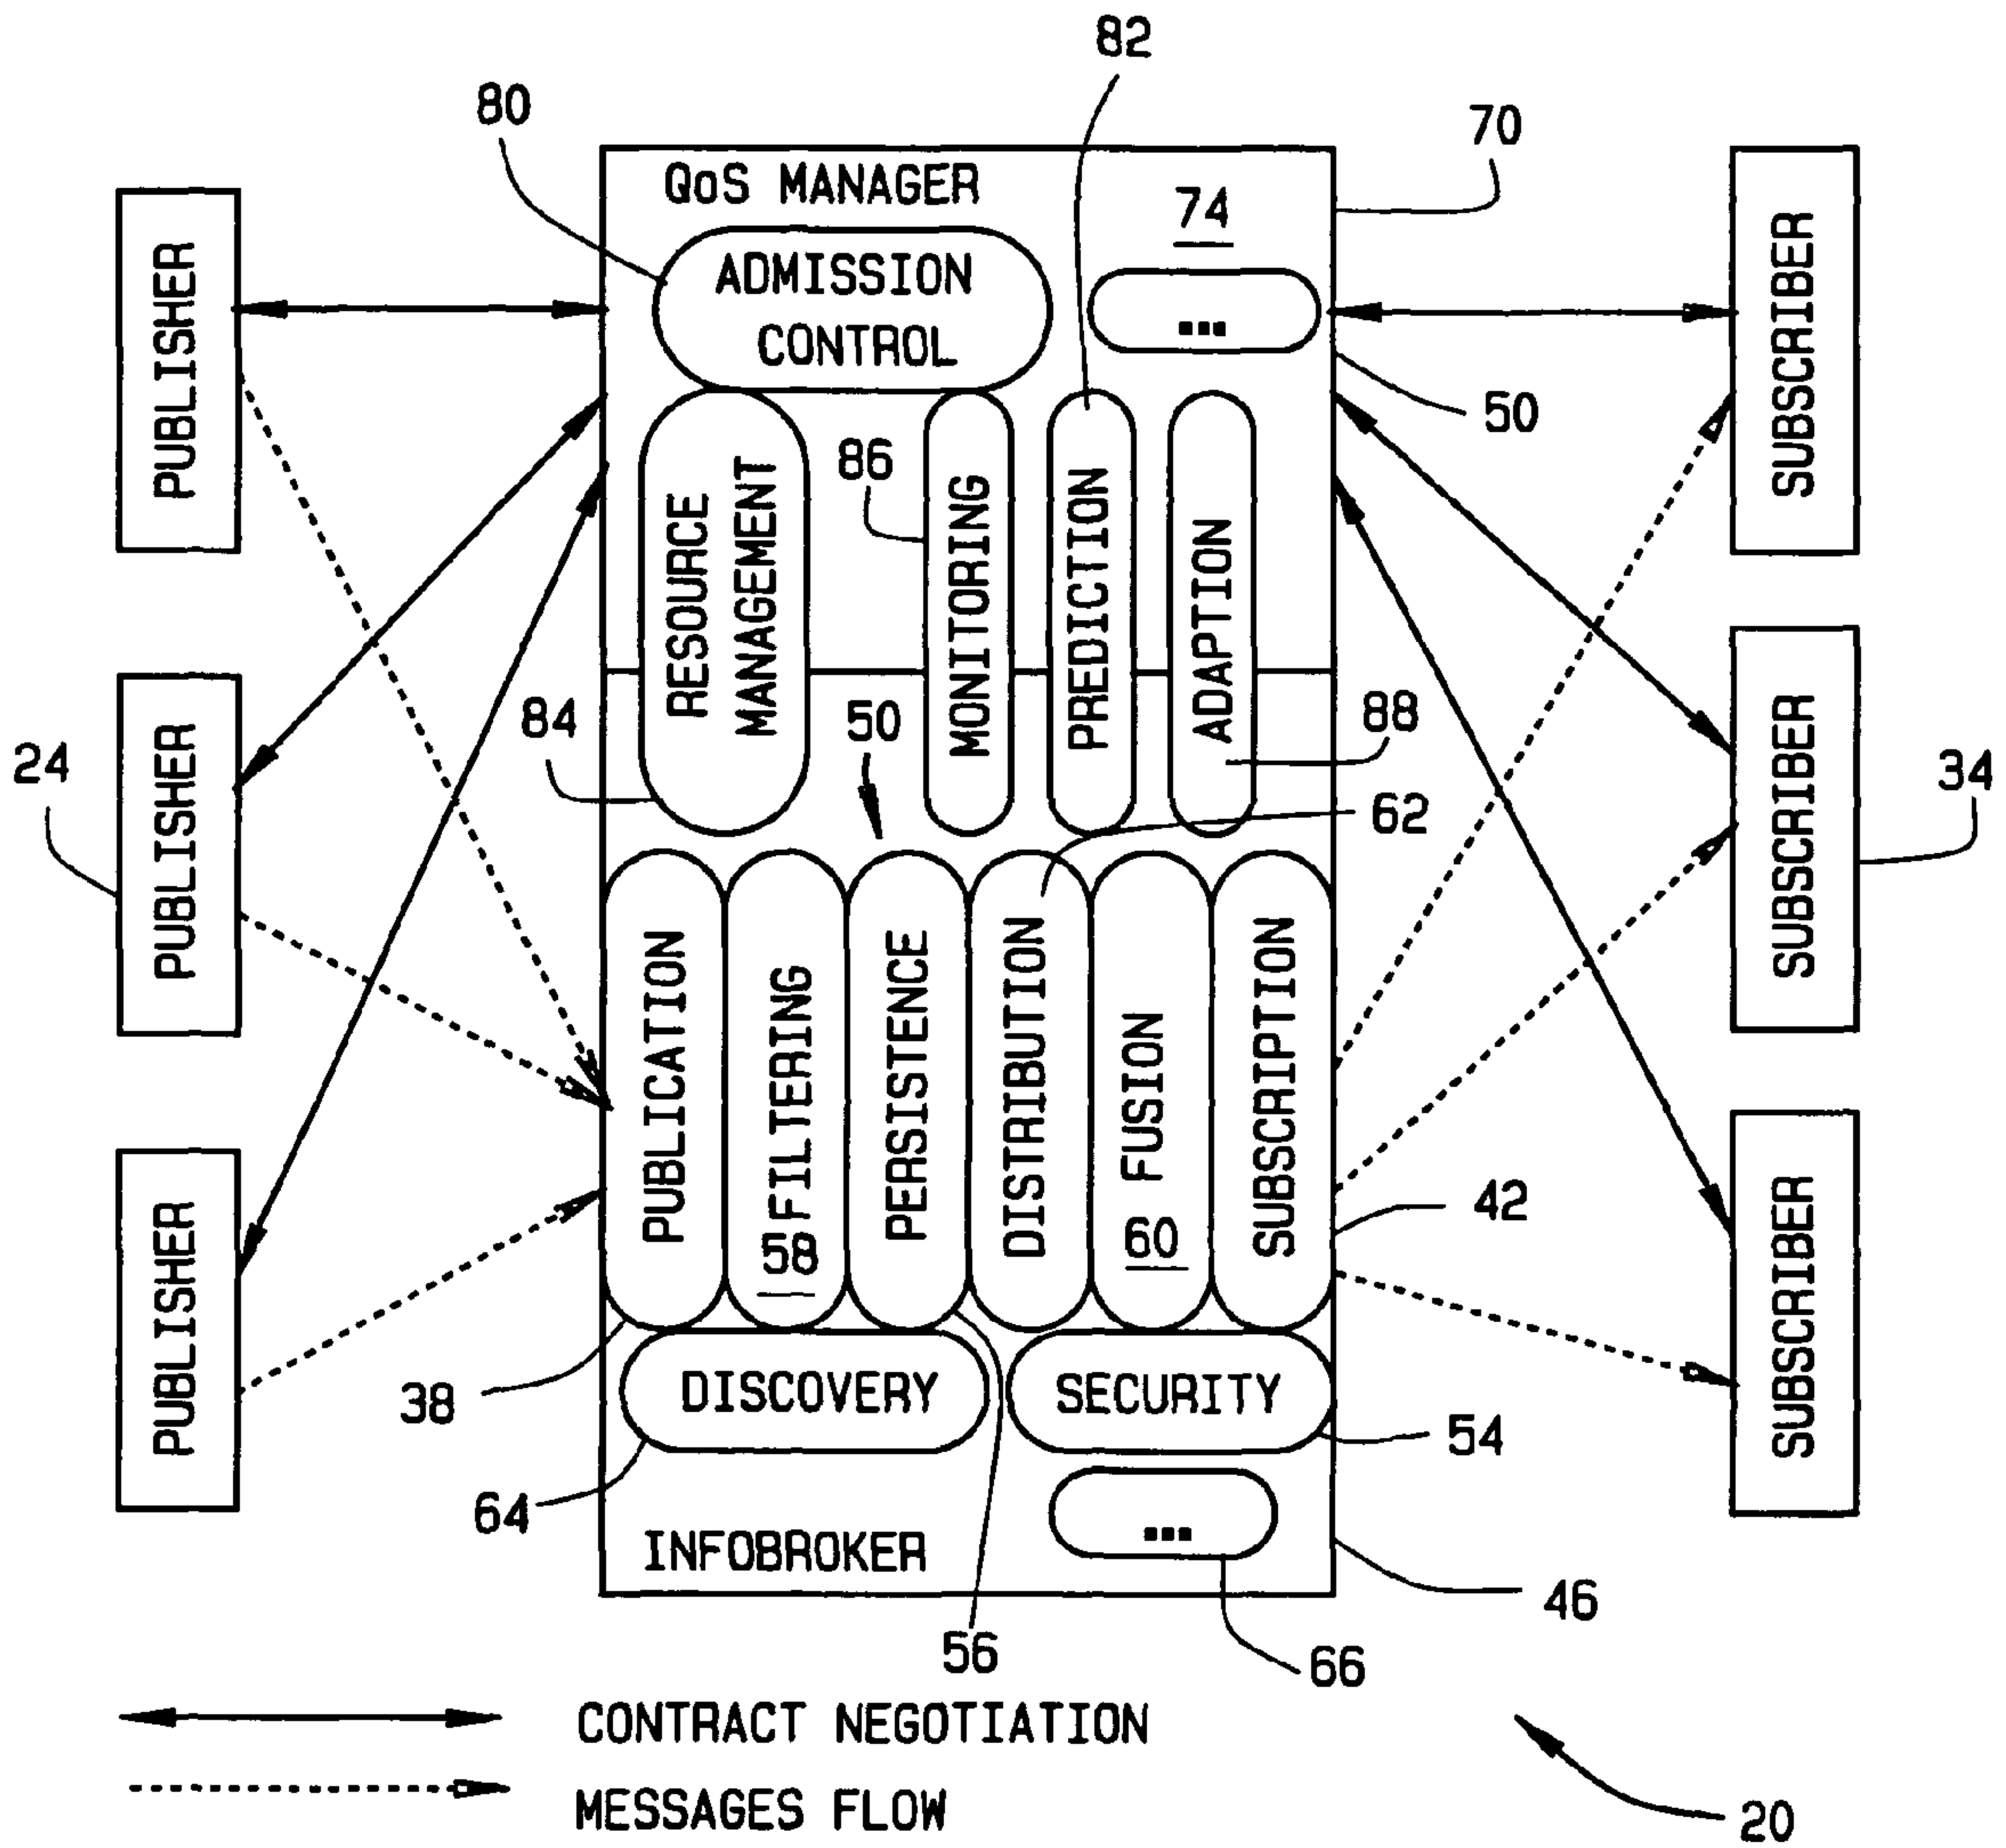 82
80
70
QoS MANAGER
74
ADMISSION
CONTROL
...
50
PUBLISHER
SUBSCRIBER
86
RESOURCE
MANAGEMENT
MONITORING
PREDICTION
ADAPTION
84
50
88
62
24
PUBLISHER
SUBSCRIBER
34
PUBLICATION
FILTERING
58
PERSISTENCE
DISTRIBUTION
FUSION
60
SUBSCRIPTION
42
PUBLISHER
SUBSCRIBER
38
DISCOVERY
SECURITY
54
64
...
INFOBROKER
46
56
66
CONTRACT NEGOTIATION
MESSAGES FLOW
20